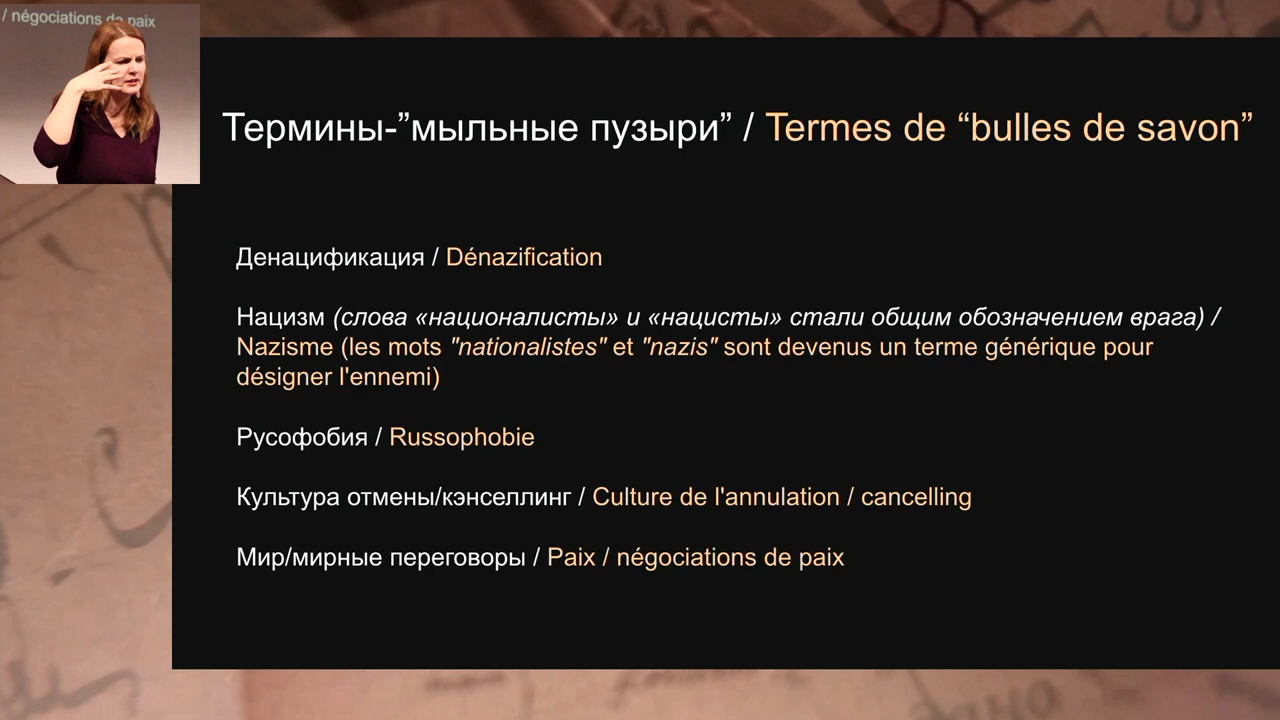 / négociations de paix
Термины-”мыльные пузыри” / Termes de “bulles de savon”
Денацификация / Dénazification
Нацизм (слова «националисты» и «нацисты» стали общим обозначением врага) /
Nazisme (les mots "nationalistes" et "nazis" sont devenus un terme générique pour
désigner l'ennemi)
Русофобия / Russophobie
Культура отмены/кэнселлинг / Culture de l'annulation / cancelling
Мир/мирные переговоры / Paix / négociations de paix